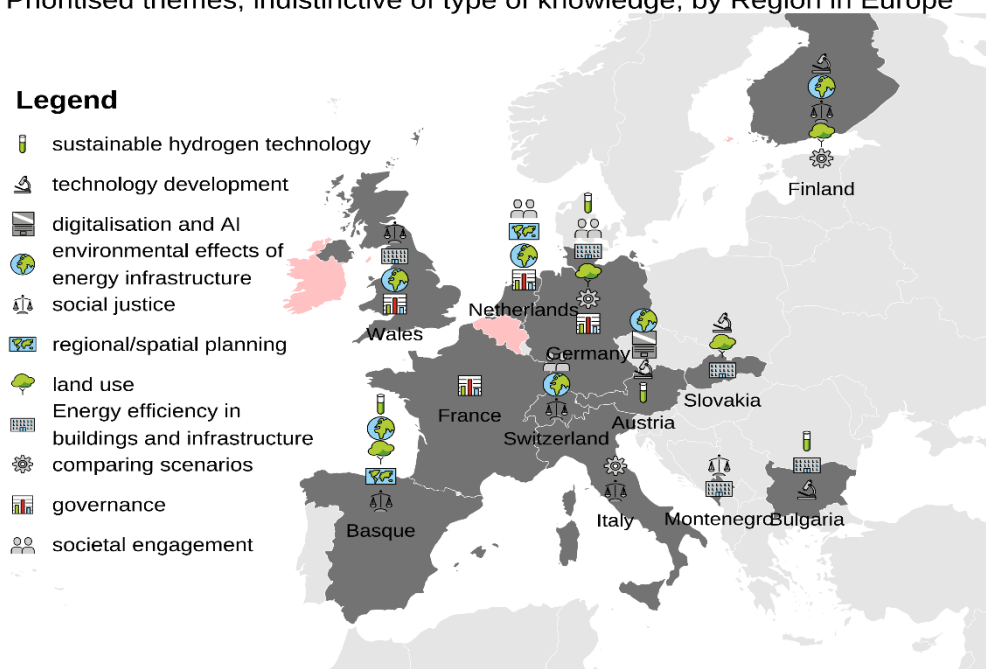 Prioritised themes, indistinctive of type of knowledge, by Region in Europe
Legend
sustainable hydrogen technology
technology development
digitalisation and AI
environmental effects of
energy infrastructure
social justice
regional/spatial planning
land use
Energy efficiency in
buildings and infrastructure
comparing scenarios
governance
societal engagement
Finland
Netherlands
Wales
Germany
Slovakia
France
Austria
Switzerland
Basque
Italy
Montenegro
Bulgaria